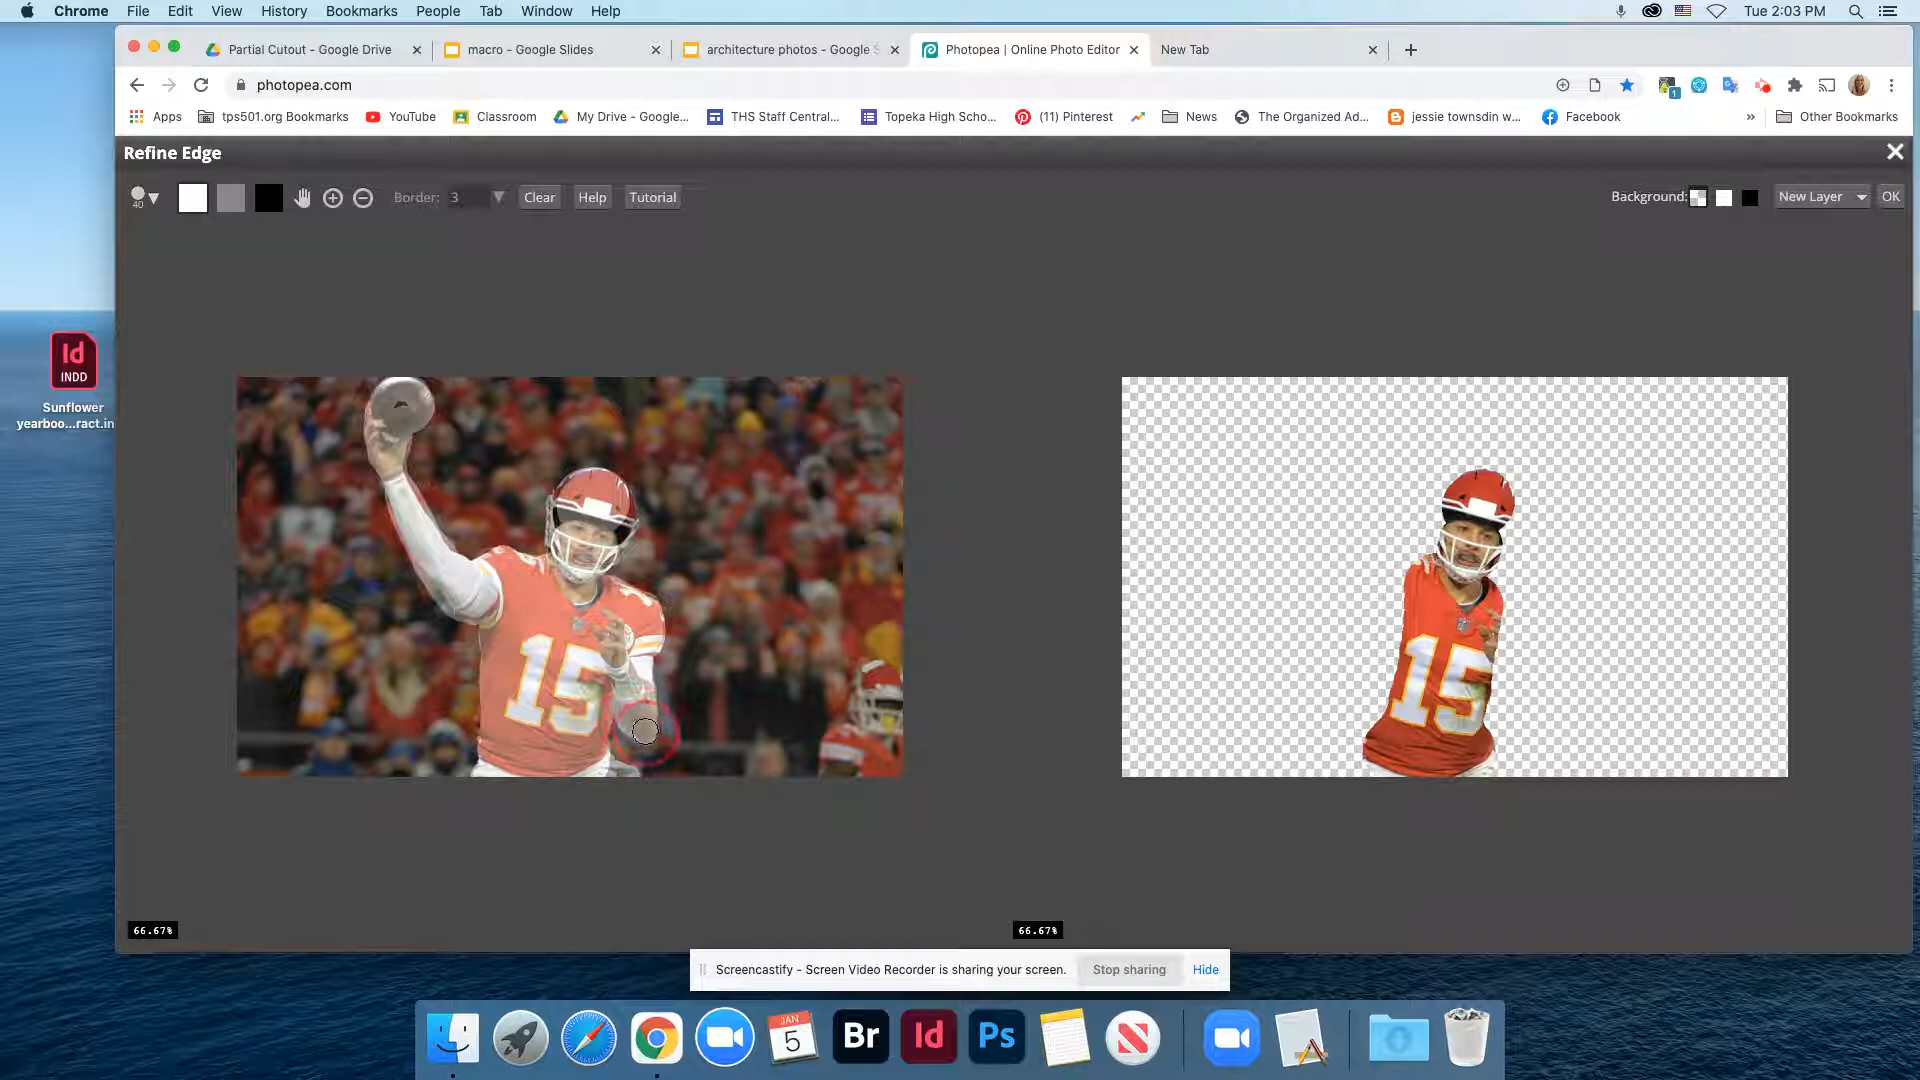 Chrome File Edit View History Bookmarks People Tab Window Help
Tue 2:03 PM
Partial Cutout - Google Drive
macro - Google Slides
architecture photos - Google S
Photopea | Online Photo Editor
New Tab
photopea.com
1
Apps
tps501.org Bookmarks
YouTube
Classroom
My Drive - Google...
THS Staff Central...
Topeka High Scho...
(11) Pinterest
News
The Organized Ad...
jessie townsdin w...
Facebook
»
Other Bookmarks
Refine Edge
40
Border: 3
Clear
Help
Tutorial
Background:
New Layer
OK
Id
INDD
Sunflower
yearboo...ract.in
15
15
66.67%
66.67%
Screencastify - Screen Video Recorder is sharing your screen.
Stop sharing
Hide
JAN
5
Br
Id
Ps